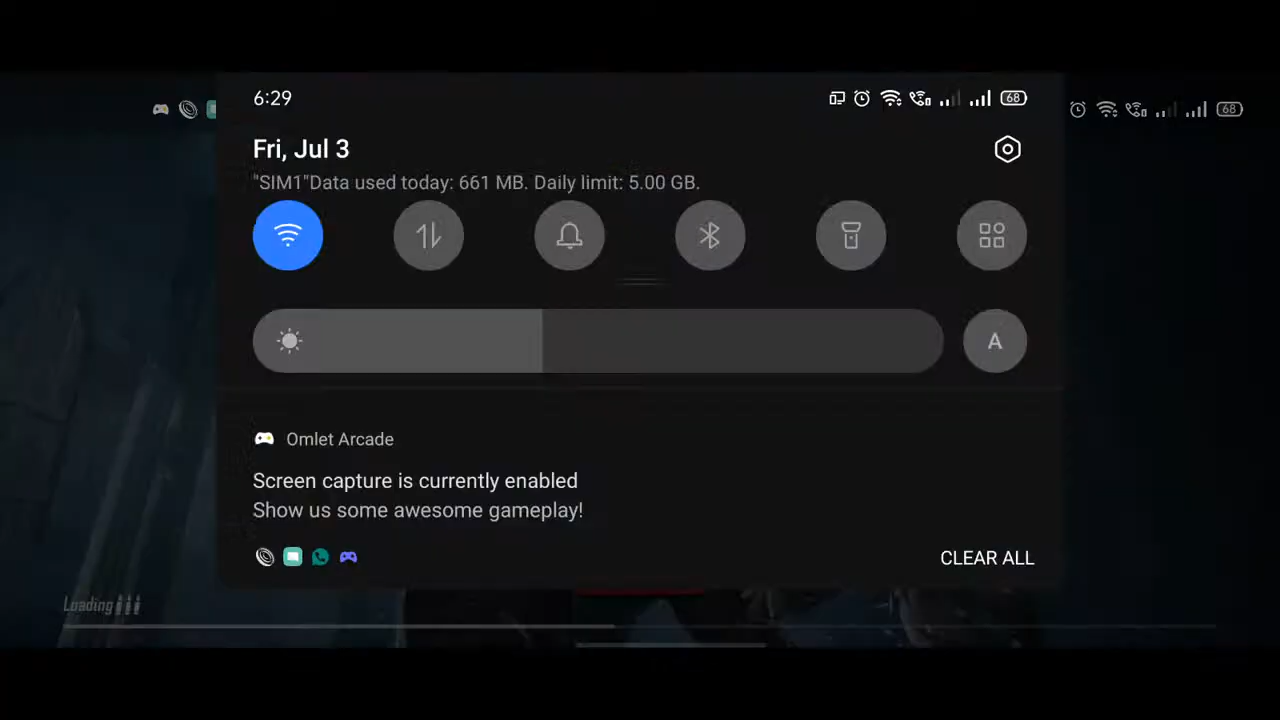 6:29
68
68
Fri, Jul 3
"SIM1"Data used today: 661 MB. Daily limit: 5.00 GB.
A
Omlet Arcade
Screen capture is currently enabled
Show us some awesome gameplay!
CLEAR ALL
Loading